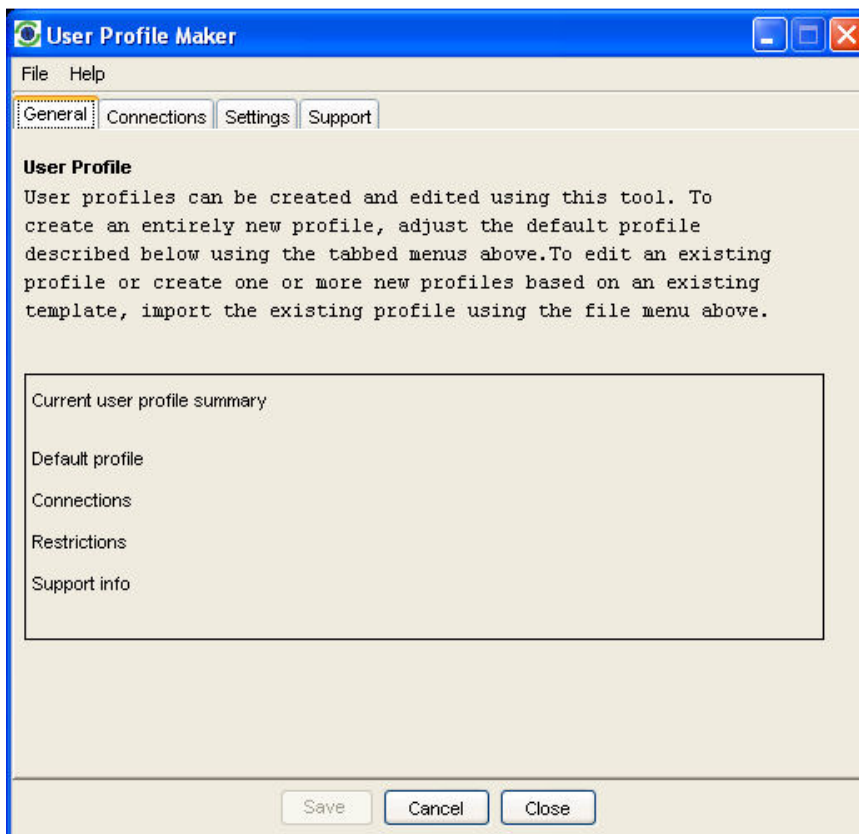 User Profile Maker
File Help
General Connections Settings Support
User Profile
User profiles can be created and edited using this tool. To
create an entirely new profile, adjust the default profile
described below using the tabbed menus above.To edit an existing
profile or create one or more new profiles based on an existing
template, import the existing profile using the file menu above.
Current user profile summary
Default profile
Connections
Restrictions
Support info
Save Cancel Close